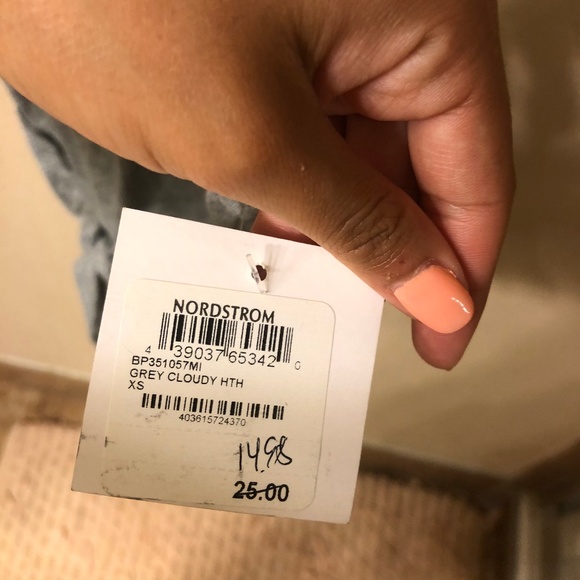 NORDSTROM
4 39037 65342 0
BP351057MI
GREY CLOUDY HTH
XS
403615724370
14.98
25.00